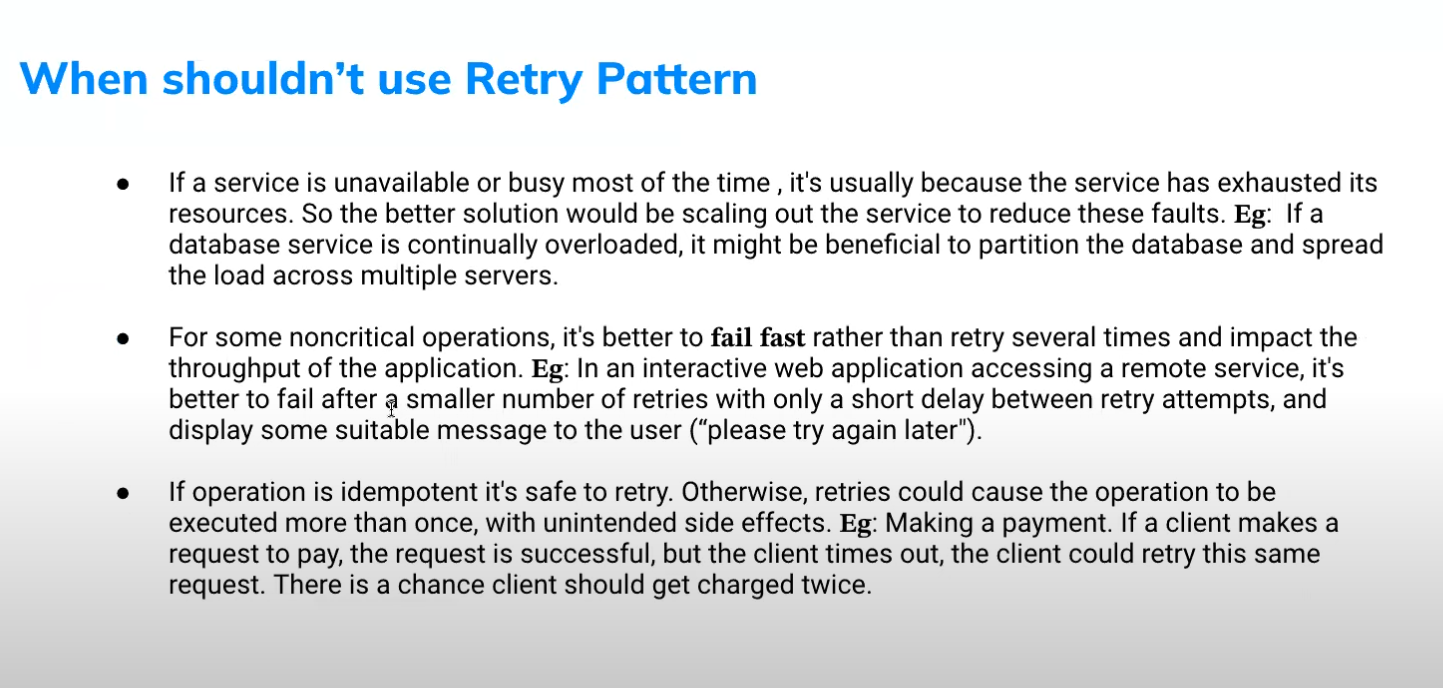 When shouldn’t use Retry Pattern
● If a service is unavailable or busy most of the time , it's usually because the service has exhausted its
resources. So the better solution would be scaling out the service to reduce these faults. Eg: If a
database service is continually overloaded, it might be beneficial to partition the database and spread
the load across multiple servers.
● For some noncritical operations, it's better to fail fast rather than retry several times and impact the
throughput of the application. Eg: In an interactive web application accessing a remote service, it's
better to fail after a smaller number of retries with only a short delay between retry attempts, and
display some suitable message to the user (“please try again later").
● If operation is idempotent it's safe to retry. Otherwise, retries could cause the operation to be
executed more than once, with unintended side effects. Eg: Making a payment. If a client makes a
request to pay, the request is successful, but the client times out, the client could retry this same
request. There is a chance client should get charged twice.